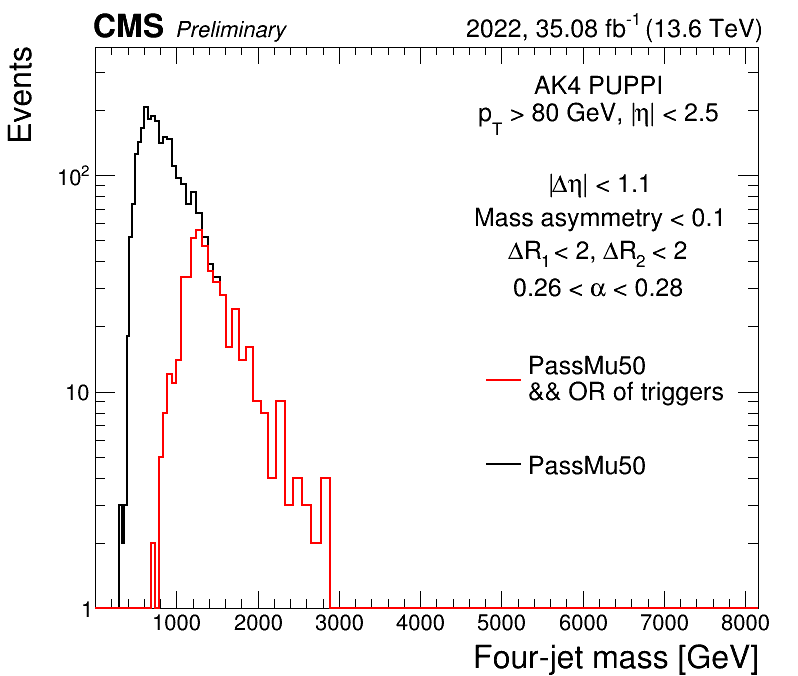 CMS Preliminary 2022, 35.08 fb⁻¹ (13.6 TeV)
Events
AK4 PUPPI
p_T > 80 GeV, |η| < 2.5
|Δη| < 1.1
Mass asymmetry < 0.1
ΔR₁ < 2, ΔR₂ < 2
0.26 < α < 0.28
PassMu50
&& OR of triggers
PassMu50
10²
10
1
1000 2000 3000 4000 5000 6000 7000 8000
Four-jet mass [GeV]